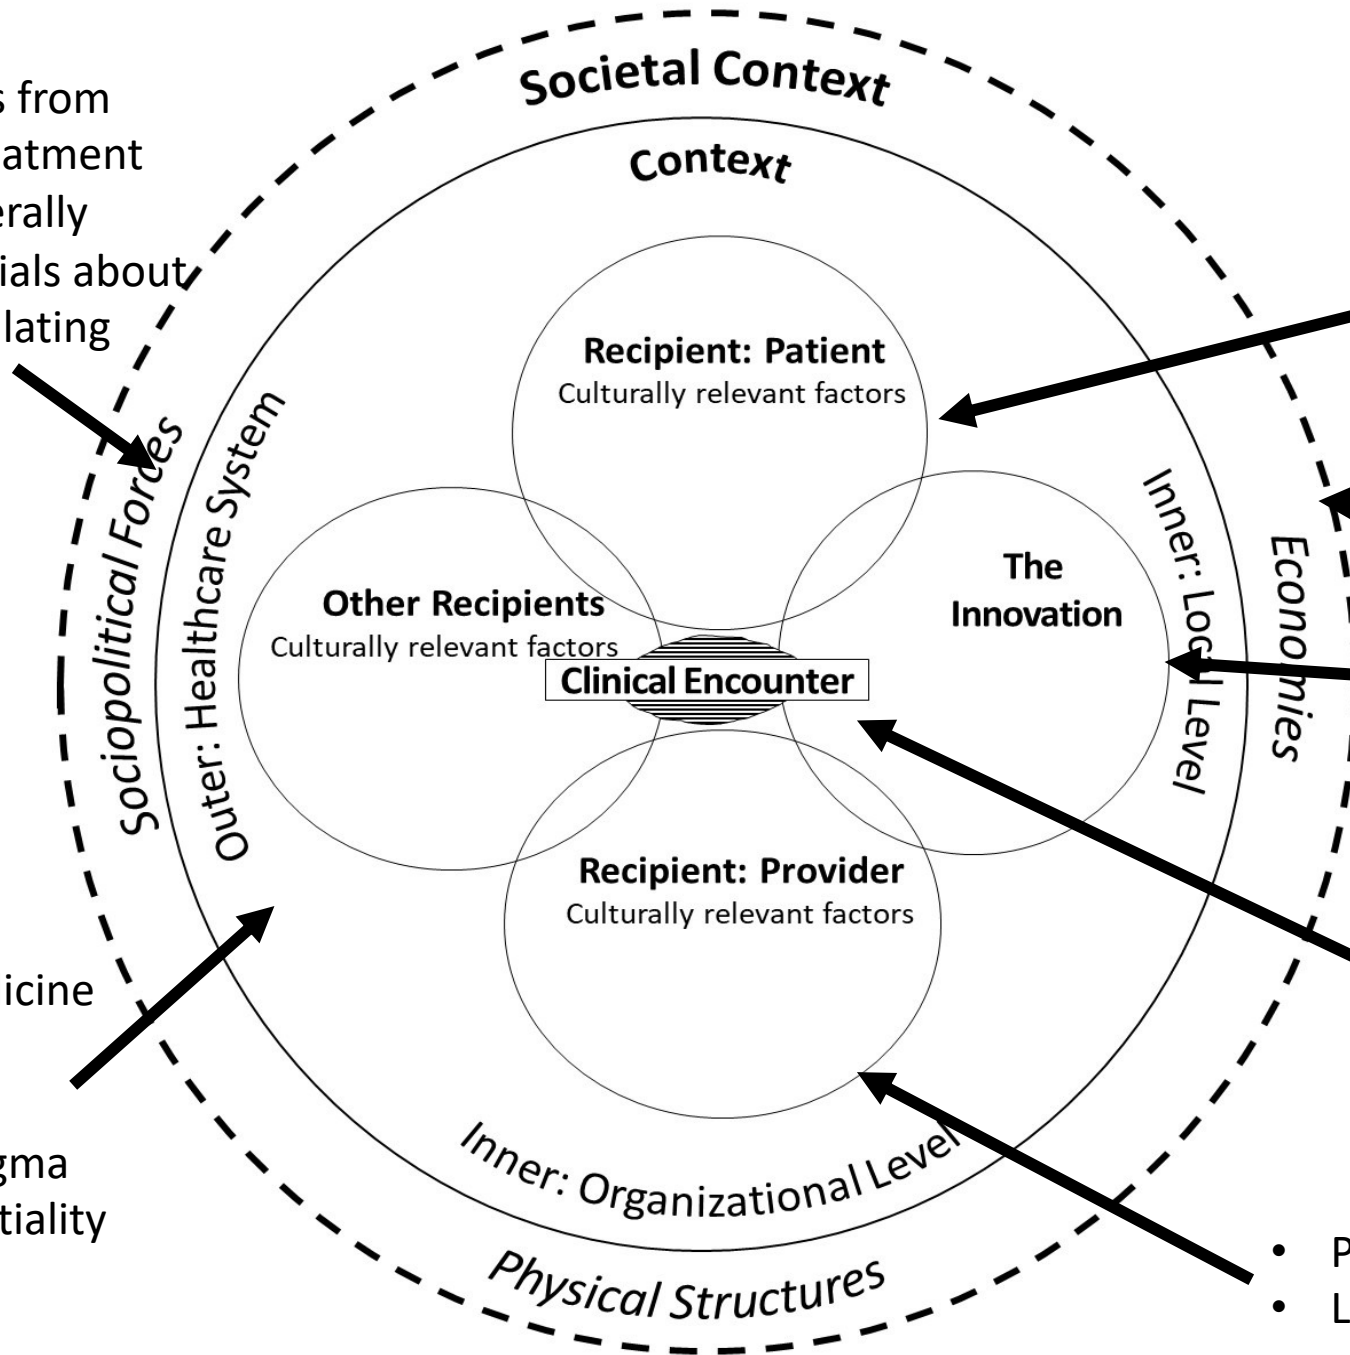 Societal Context
Context
s from
atment
erally
ials about
lating
Recipient: Patient
Culturally relevant factors
Sociopolitical Forces
Outer: Healthcare System
Other Recipients
Culturally relevant factors
The
Innovation
Inner: Local Level
Economies
Clinical Encounter
Recipient: Provider
Culturally relevant factors
icine
gma
tiality
Inner: Organizational Level
Physical Structures
• P
• L